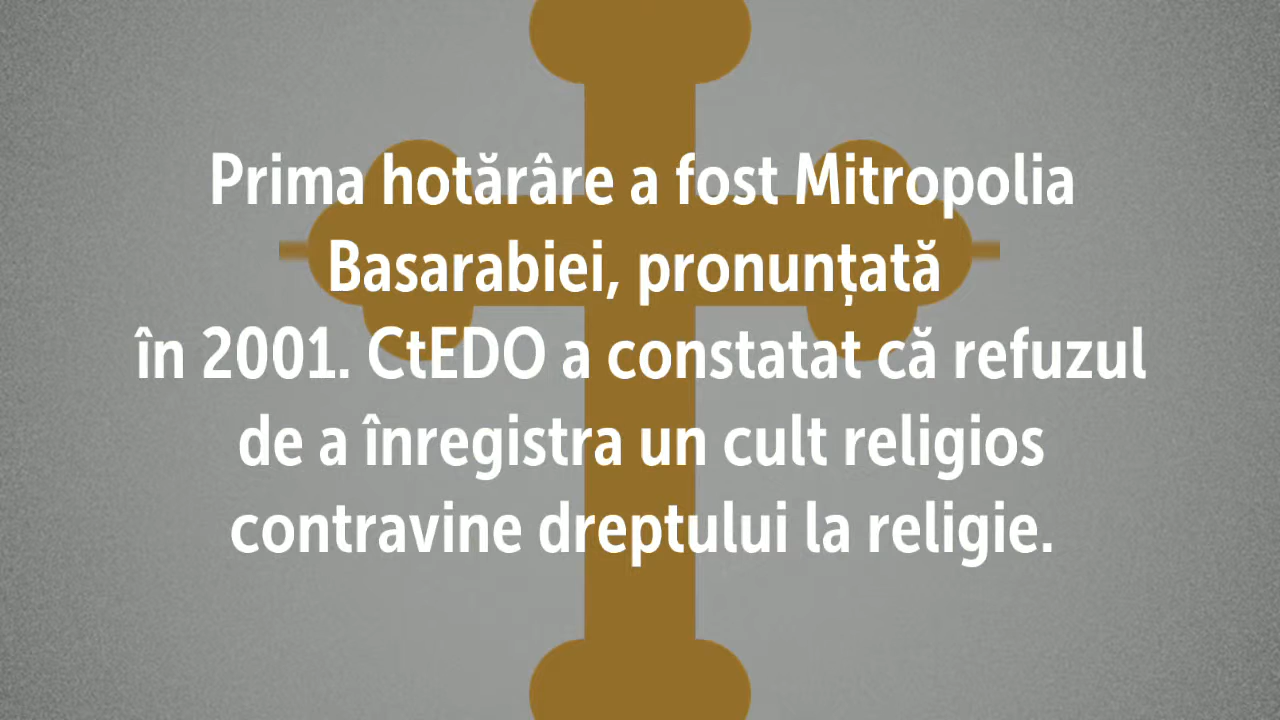 Prima hotărâre a fost Mitropolia
Basarabiei, pronunțată
în 2001. CtEDO a constatat că refuzul
de a înregistra un cult religios
contravine dreptului la religie.